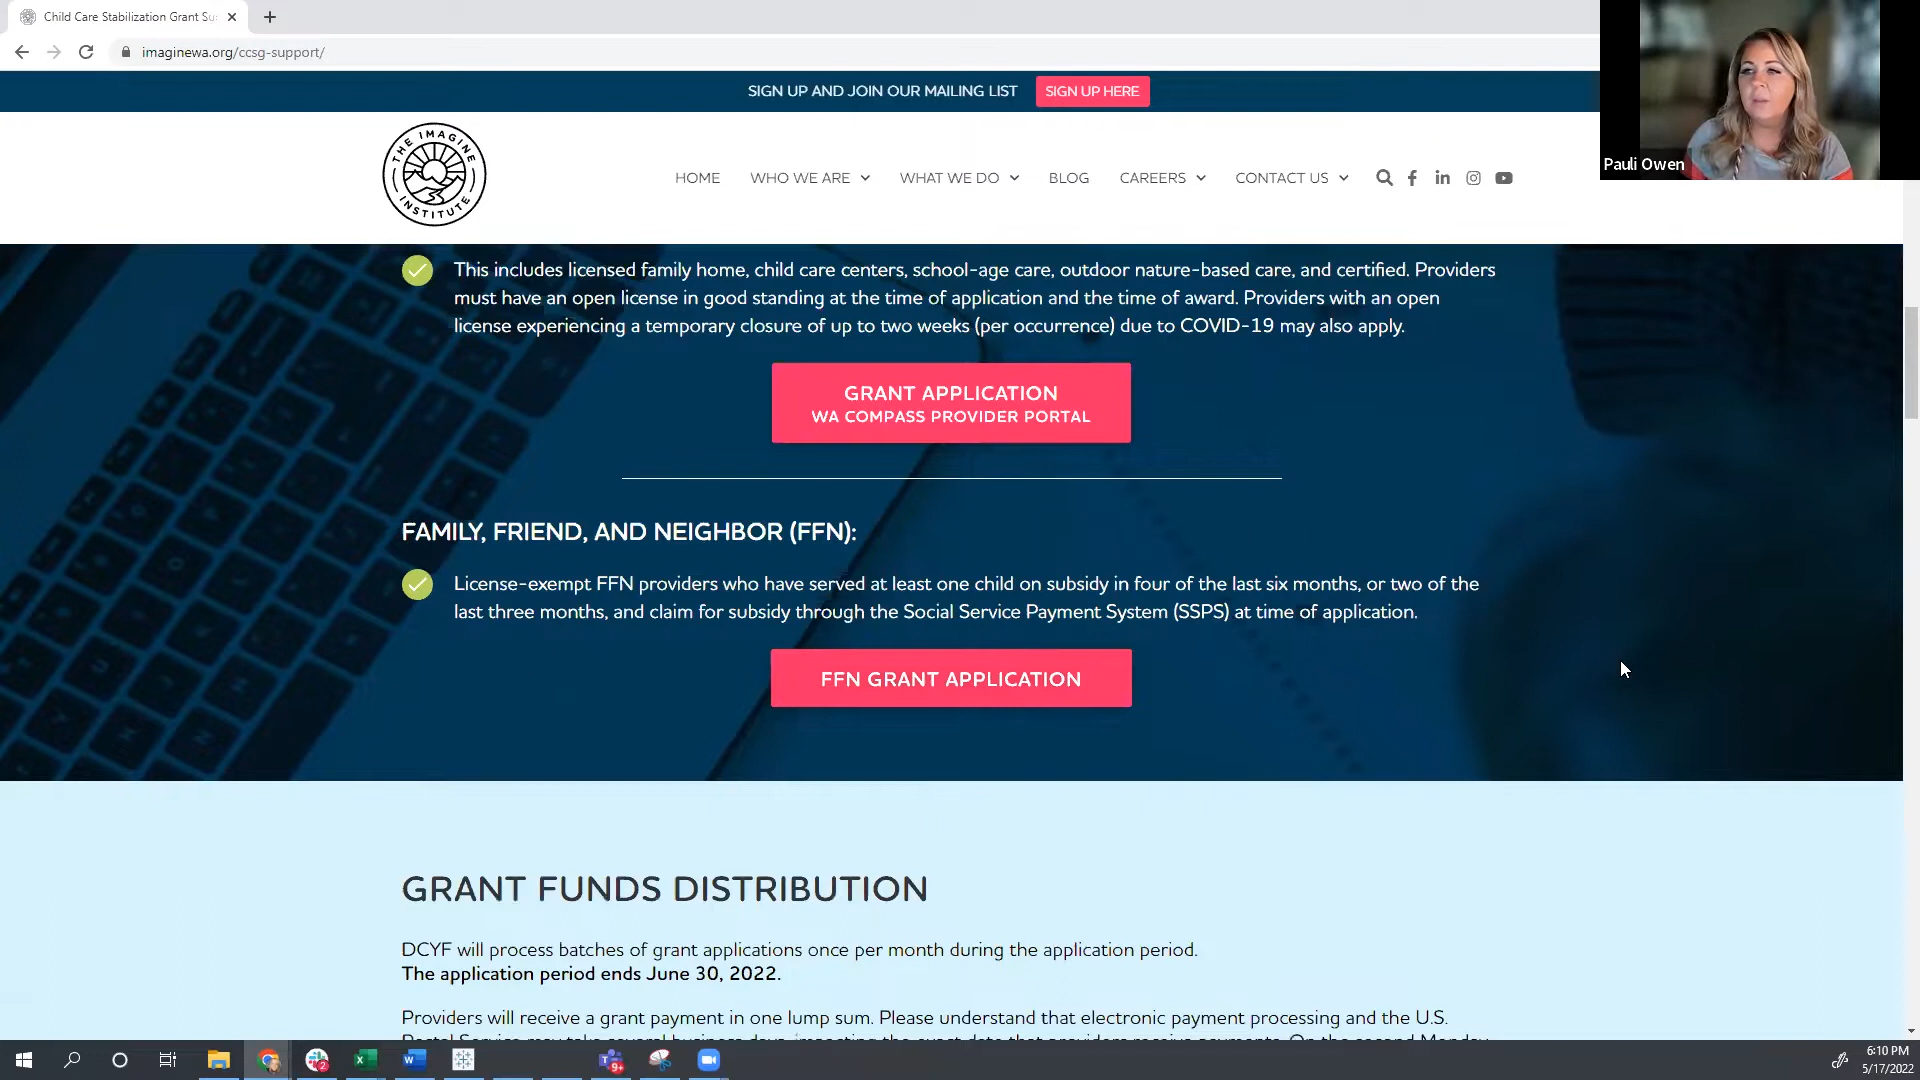 Child Care Stabilization Grant Su
imaginewa.org/ccsg-support/
SIGN UP AND JOIN OUR MAILING LIST
SIGN UP HERE
THE IMAGINE INSTITUTE
HOME
WHO WE ARE
WHAT WE DO
BLOG
CAREERS
CONTACT US
Pauli Owen
This includes licensed family home, child care centers, school-age care, outdoor nature-based care, and certified. Providers
must have an open license in good standing at the time of application and the time of award. Providers with an open
license experiencing a temporary closure of up to two weeks (per occurrence) due to COVID-19 may also apply.
GRANT APPLICATION
WA COMPASS PROVIDER PORTAL
FAMILY, FRIEND, AND NEIGHBOR (FFN):
License-exempt FFN providers who have served at least one child on subsidy in four of the last six months, or two of the
last three months, and claim for subsidy through the Social Service Payment System (SSPS) at time of application.
FFN GRANT APPLICATION
GRANT FUNDS DISTRIBUTION
DCYF will process batches of grant applications once per month during the application period.
The application period ends June 30, 2022.
Providers will receive a grant payment in one lump sum. Please understand that electronic payment processing and the U.S.
6:10 PM
5/17/2022